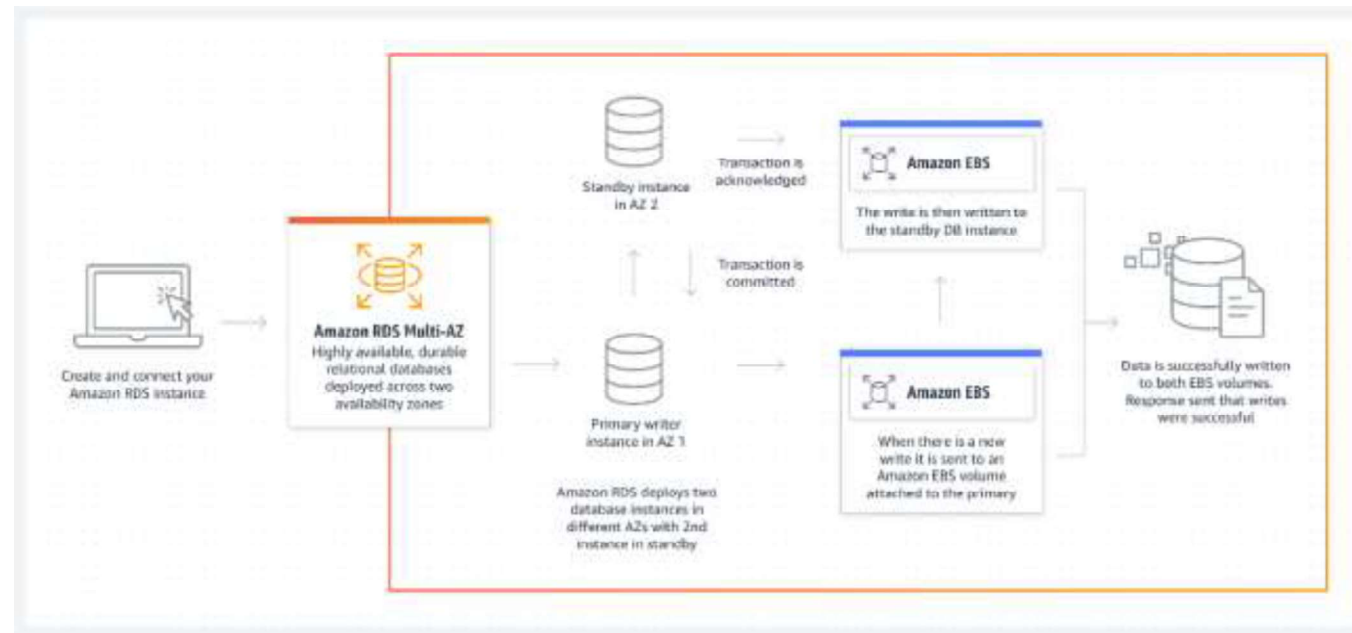 Create and connect your
Amazon RDS instance
Amazon RDS Multi-AZ
Highly available, durable
relational databases
deployed across two
availability zones
Standby instance
in AZ 2
Transaction is
acknowledged
Transaction is
committed
Primary writer
instance in AZ 1
Amazon RDS deploys two
database instances in
different AZs with 2nd
instance in standby
Amazon EBS
The write is then written to
the standby DB instance
Amazon EBS
When there is a new
write it is sent to an
Amazon EBS volume
attached to the primary
Data is successfully written
to both EBS volumes.
Response sent that writes
were successful